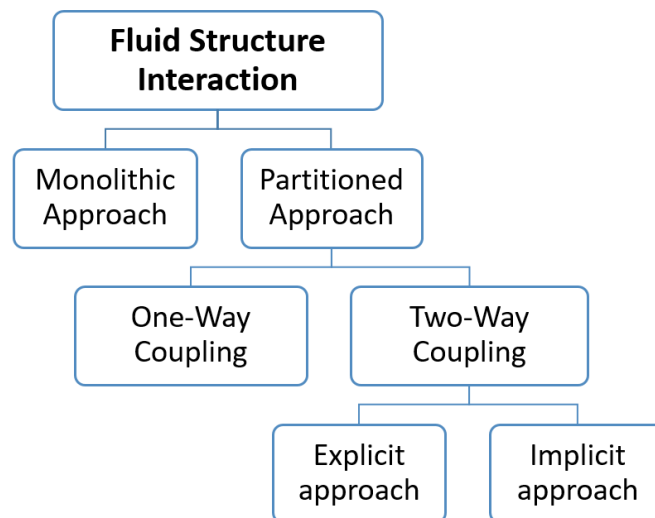 Fluid Structure
Interaction
Monolithic
Approach
Partitioned
Approach
One-Way
Coupling
Two-Way
Coupling
Explicit
approach
Implicit
approach